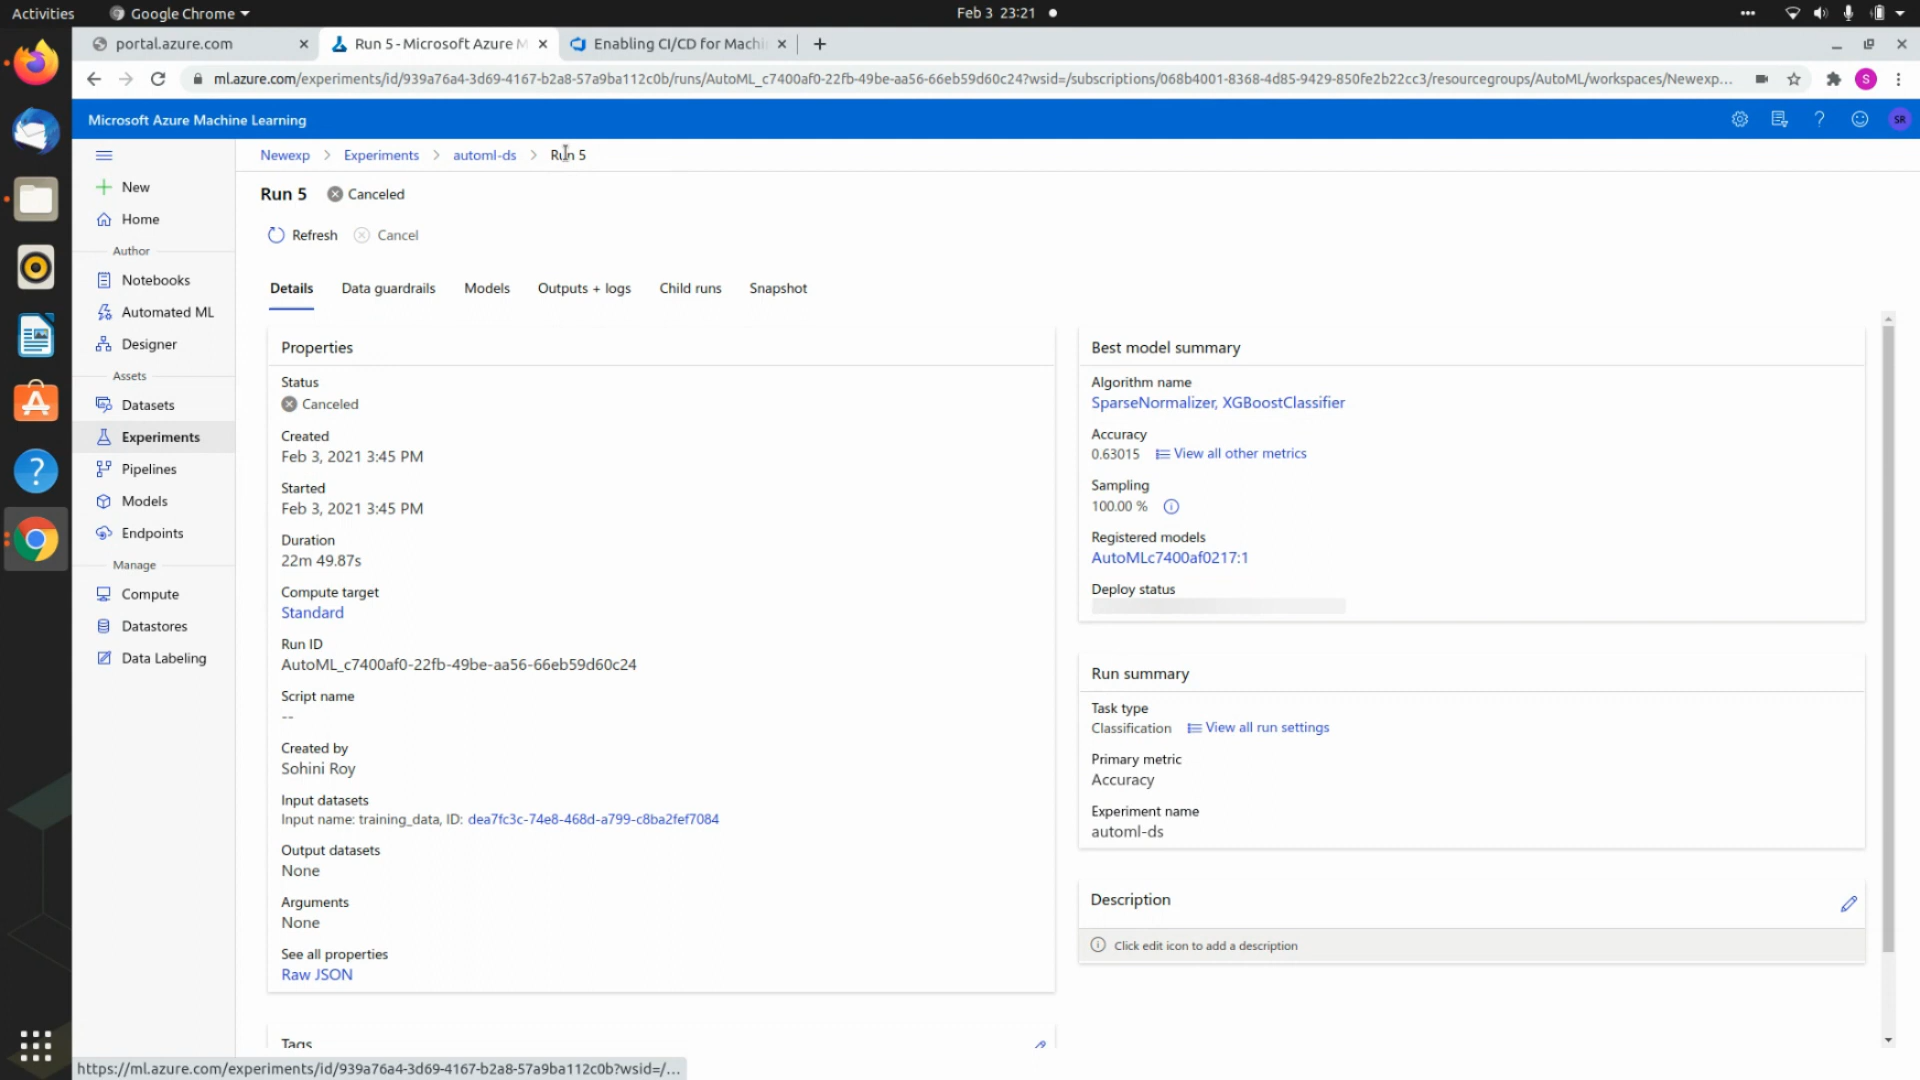 Activities
Google Chrome
Feb 3 23:21
portal.azure.com
Run 5 - Microsoft Azure M
Enabling CI/CD for Machi
ml.azure.com/experiments/id/939a76a4-3d69-4167-b2a8-57a9ba112c0b/runs/AutoML_c7400af0-22fb-49be-aa56-66eb59d60c24?wsid=/subscriptions/068b4001-8368-4d85-9429-850fe2b22cc3/resourcegroups/AutoML/workspaces/Newexp...
S
Microsoft Azure Machine Learning
SR
Newexp > Experiments > automl-ds > Run 5
New
Home
Author
Notebooks
Automated ML
Designer
Assets
Datasets
Experiments
Pipelines
Models
Endpoints
Manage
Compute
Datastores
Data Labeling
Run 5 Canceled
Refresh Cancel
Details Data guardrails Models Outputs + logs Child runs Snapshot
Properties
Status
Canceled
Created
Feb 3, 2021 3:45 PM
Started
Feb 3, 2021 3:45 PM
Duration
22m 49.87s
Compute target
Standard
Run ID
AutoML_c7400af0-22fb-49be-aa56-66eb59d60c24
Script name
--
Created by
Sohini Roy
Input datasets
Input name: training_data, ID: dea7fc3c-74e8-468d-a799-c8ba2fef7084
Output datasets
None
Arguments
None
See all properties
Raw JSON
Tags
Best model summary
Algorithm name
SparseNormalizer, XGBoostClassifier
Accuracy
0.63015 View all other metrics
Sampling
100.00 %
Registered models
AutoMLc7400af0217:1
Deploy status
Run summary
Task type
Classification View all run settings
Primary metric
Accuracy
Experiment name
automl-ds
Description
Click edit icon to add a description
https://ml.azure.com/experiments/id/939a76a4-3d69-4167-b2a8-57a9ba112c0b?wsid=/...